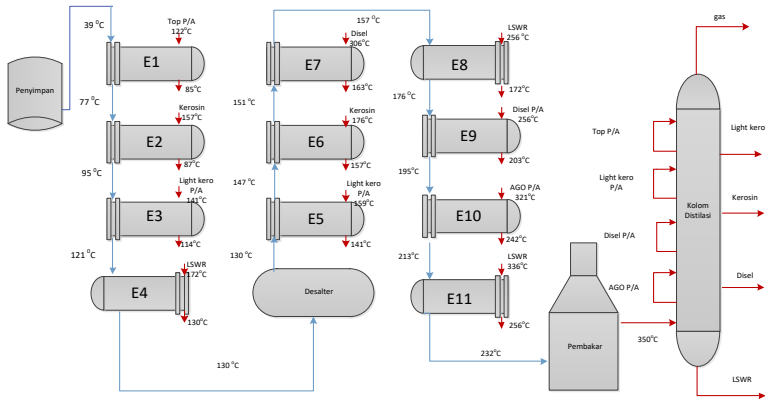 39 °C
Top P/A
122°C
E1
85°C
Penyimpan
77°C
Kerosin
157°C
E2
87°C
95 °C
Light kero
P/A
141°C
E3
114°C
121°C
LSWR
172°C
E4
130°C
130 °C
157 °C
Disel
306°C
E7
163°C
151 °C
Kerosin
176°C
E6
157°C
147 °C
Light kero
P/A
159°C
E5
141°C
130 °C
Desalter
LSWR
256 °C
E8
172°C
176 °C
Disel P/A
256°C
E9
203°C
195°C
AGO P/A
321°C
E10
242°C
213°C
LSWR
336°C
E11
256°C
232°C
Pembakar
350°C
gas
Top P/A
Light kero
Light kero
P/A
Kolom
Distilasi
Kerosin
Disel P/A
Disel
AGO P/A
LSWR